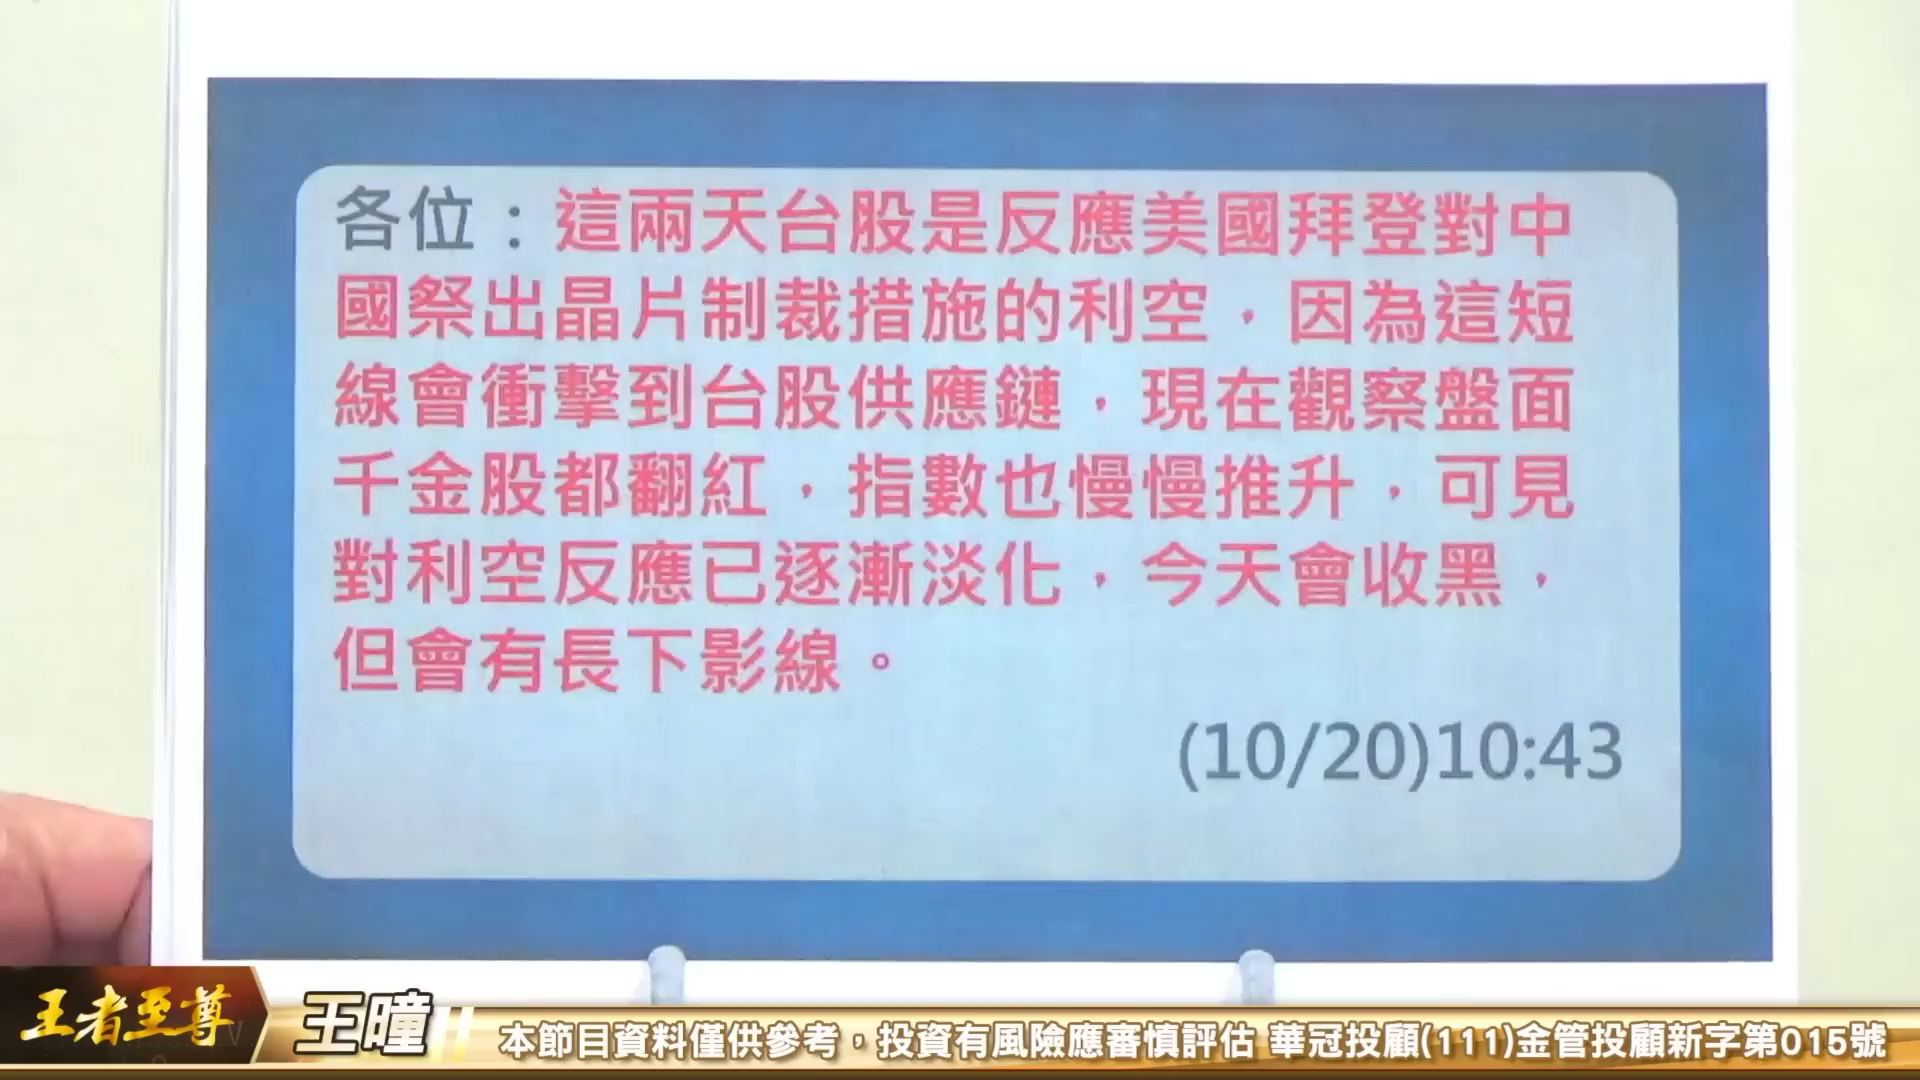 各位：這兩天台股是反應美國拜登對中
國祭出晶片制裁措施的利空，因為這短
線會衝擊到台股供應鏈，現在觀察盤面
千金股都翻紅，指數也慢慢推升，可見
對利空反應已逐漸淡化，今天會收黑，
但會有長下影線。
(10/20)10:43
王者至尊
王曈
本節目資料僅供參考，投資有風險應審慎評估 華冠投顧(111)金管投顧新字第015號